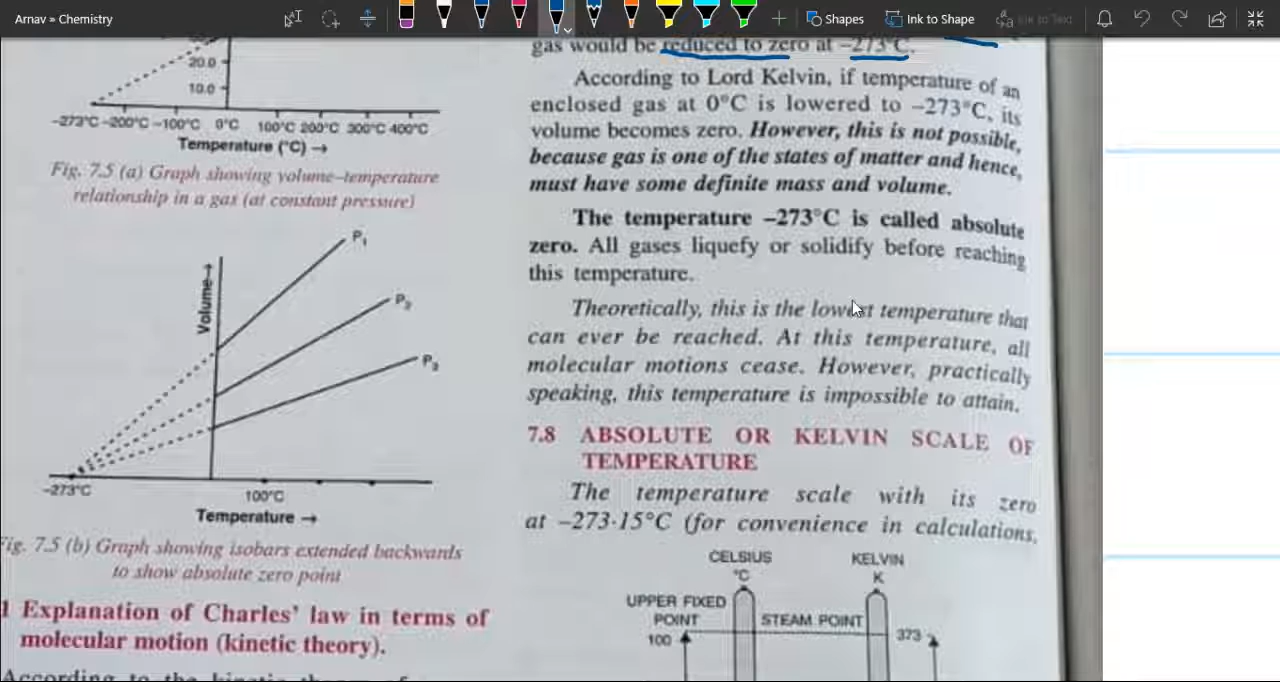 Arnav » Chemistry
Shapes
Ink to Shape
Ink to Text
20.0
10.0
-273°C -200°C -100°C 0°C 100°C 200°C 300°C 400°C
Temperature (°C) →
Fig. 7.5 (a) Graph showing volume–temperature
relationship in a gas (at constant pressure)
P₁
P₂
P₃
Volume→
-273°C
100°C
Temperature →
Fig. 7.5 (b) Graph showing isobars extended backwards
to show absolute zero point
1 Explanation of Charles' law in terms of
molecular motion (kinetic theory).
gas would be reduced to zero at –273°C.
According to Lord Kelvin, if temperature of an
enclosed gas at 0°C is lowered to –273°C, its
volume becomes zero. However, this is not possible,
because gas is one of the states of matter and hence,
must have some definite mass and volume.
The temperature –273°C is called absolute
zero. All gases liquefy or solidify before reaching
this temperature.
Theoretically, this is the lowest temperature that
can ever be reached. At this temperature, all
molecular motions cease. However, practically
speaking, this temperature is impossible to attain.
7.8 ABSOLUTE OR KELVIN SCALE OF
TEMPERATURE
The temperature scale with its zero
at –273·15°C (for convenience in calculations,
CELSIUS
°C
KELVIN
K
UPPER FIXED
POINT
100
STEAM POINT
373